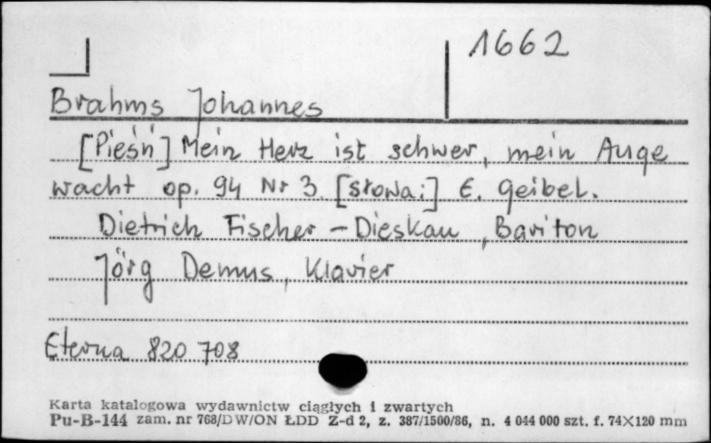 1662
Brahms Johannes
[Pieśń] Mein Herz ist schwer, mein Auge
wacht op. 94 Nr 3. [słowa:] E. Geibel.
Dietrich Fischer - Dieskau, Bariton
Jörg Demus, Klavier
Eterna 820 708
Karta katalogowa wydawnictw ciągłych i zwartych
Pu-B-144 zam. nr 768/DW/ON ŁDD Z-d 2, z. 387/1500/86, n. 4 044 000 szt. f. 74×120 mm